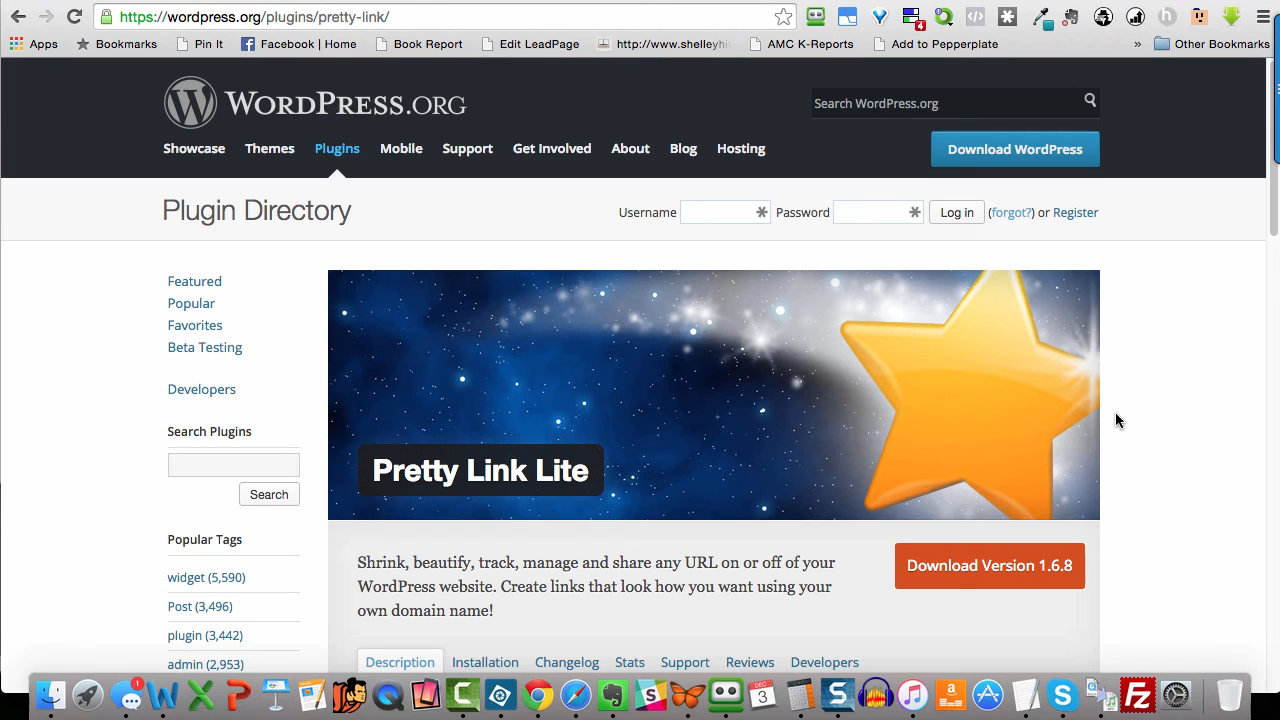 https://wordpress.org/plugins/pretty-link/
4
Apps
Bookmarks
Pin It
Facebook | Home
Book Report
Edit LeadPage
http://www.shelleyhi
AMC K-Reports
Add to Pepperplate
»
Other Bookmarks
WORDPRESS.ORG
Search WordPress.org
Showcase
Themes
Plugins
Mobile
Support
Get Involved
About
Blog
Hosting
Download WordPress
Plugin Directory
Username
Password
Log in
(forgot?) or Register
Featured
Popular
Favorites
Beta Testing
Developers
Search Plugins
Search
Popular Tags
widget (5,590)
Post (3,496)
plugin (3,442)
admin (2,953)
Pretty Link Lite
Shrink, beautify, track, manage and share any URL on or off of your
WordPress website. Create links that look how you want using your
own domain name!
Download Version 1.6.8
Description
Installation
Changelog
Stats
Support
Reviews
Developers
1
DEC
3